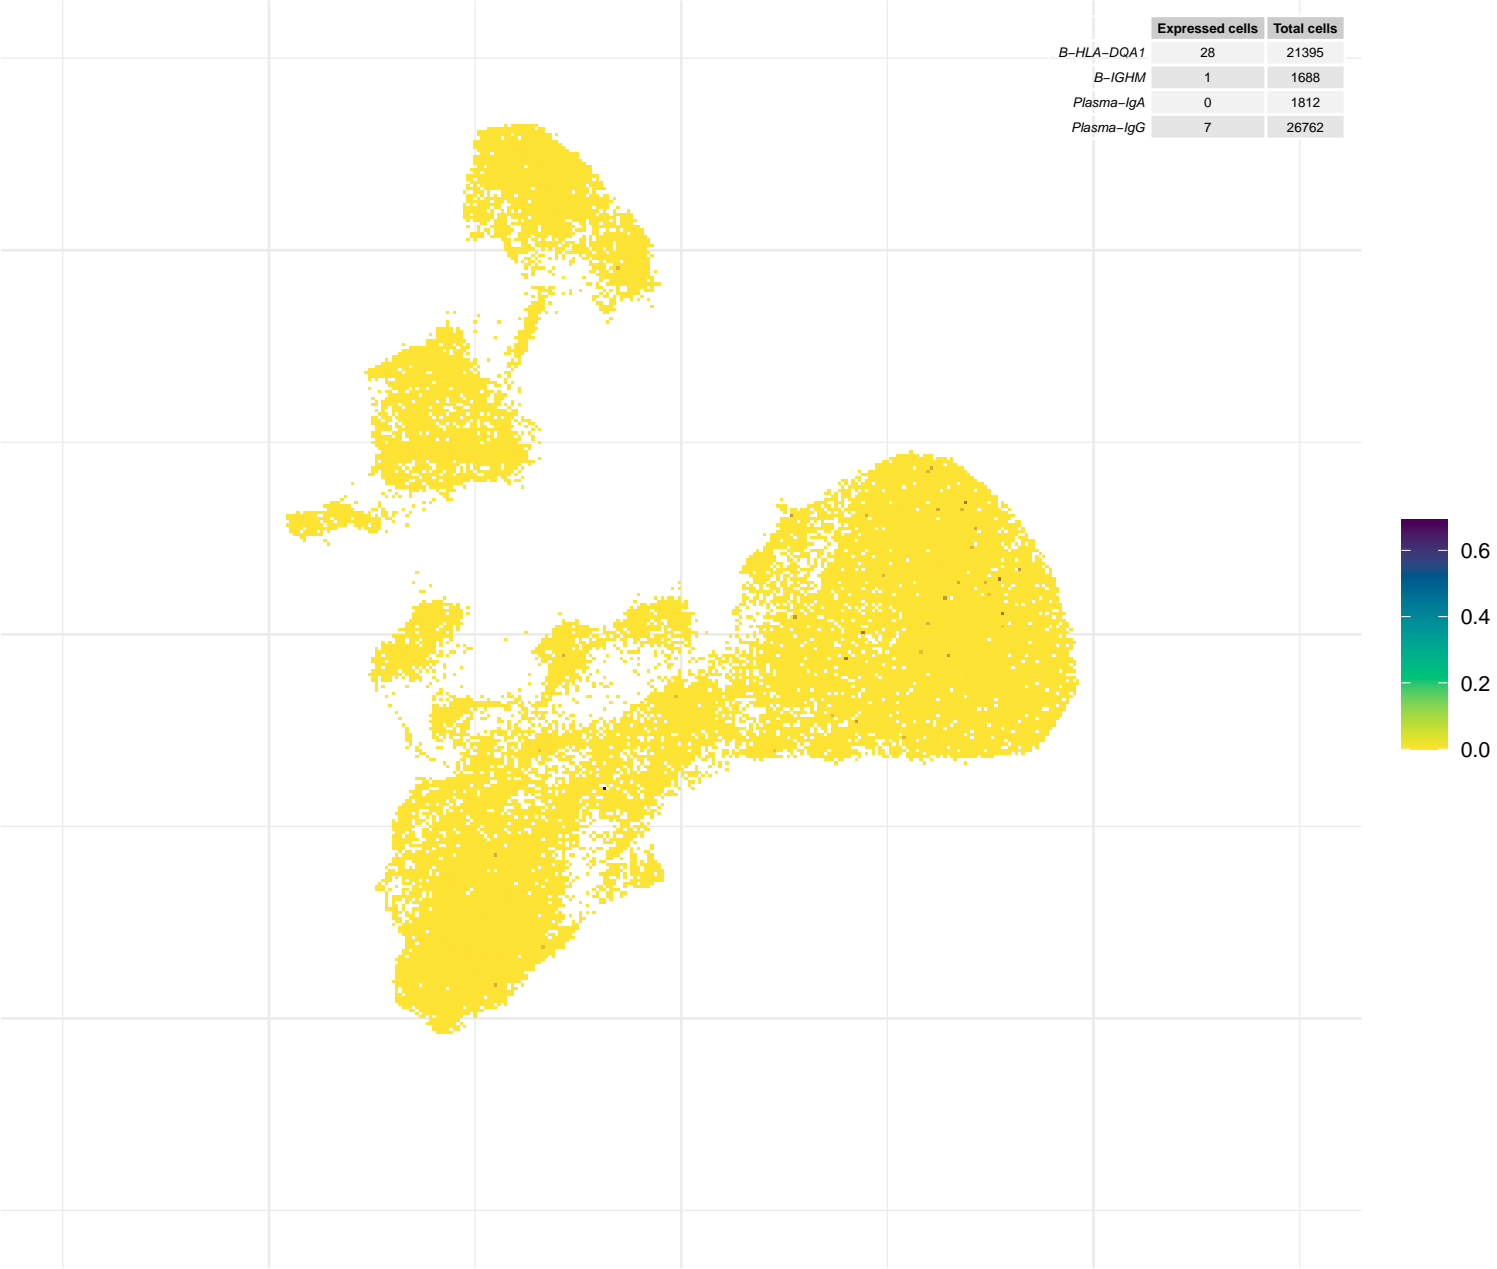 Expressed cells Total cells
B−HLA−DQA1 28 21395
B−IGHM 1 1688
Plasma−IgA 0 1812
Plasma−IgG 7 26762
0.6
0.4
0.2
0.0